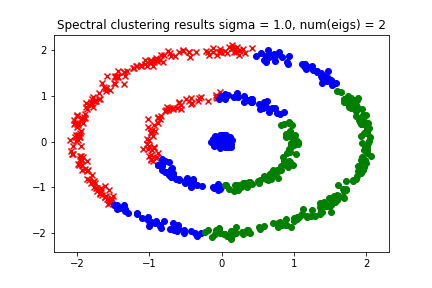 Spectral clustering results sigma = 1.0, num(eigs) = 2
2
1
0
−1
−2
−2 −1 0 1 2